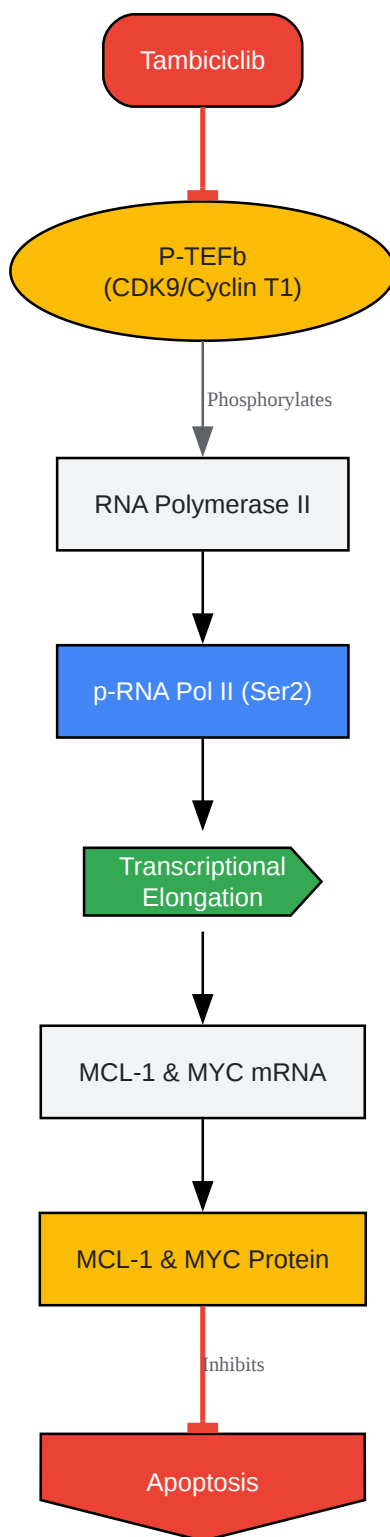 Tambiciclib
P-TEFb
(CDK9/Cyclin T1)
Phosphorylates
RNA Polymerase II
p-RNA Pol II (Ser2)
Transcriptional
Elongation
MCL-1 & MYC mRNA
MCL-1 & MYC Protein
Inhibits
Apoptosis